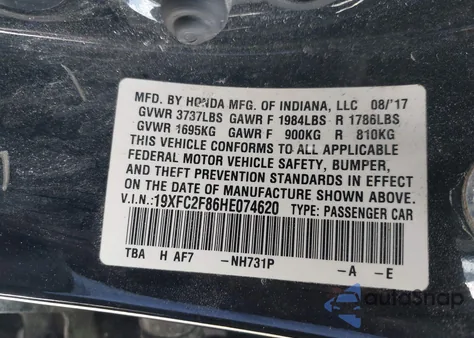 MFD. BY HONDA MFG. OF INDIANA, LLC 08/'17
GVWR 3737LBS GAWR F 1984LBS R 1786LBS
GVWR 1695KG GAWR F 900KG R 810KG
THIS VEHICLE CONFORMS TO ALL APPLICABLE
FEDERAL MOTOR VEHICLE SAFETY, BUMPER,
AND THEFT PREVENTION STANDARDS IN EFFECT
ON THE DATE OF MANUFACTURE SHOWN ABOVE.
V.I.N.:19XFC2F86HE074620 TYPE: PASSENGER CAR
TBA H AF7 -NH731P -A -E
autoSnap